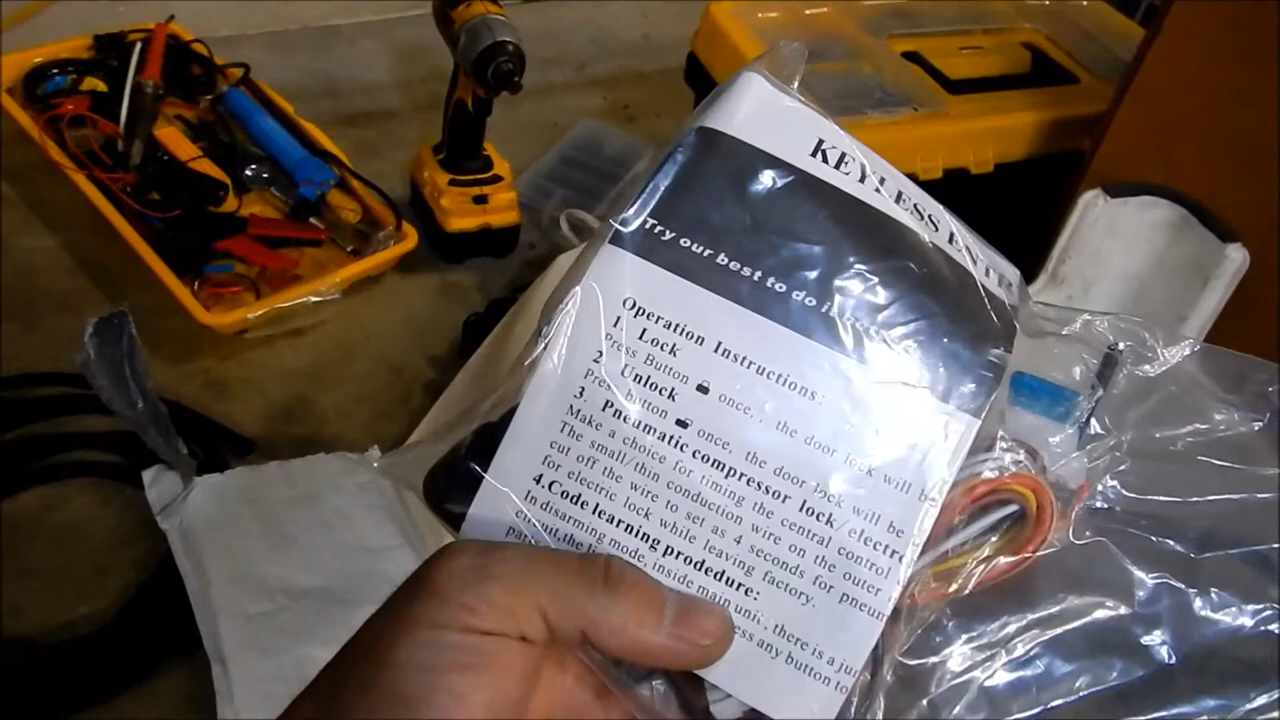 KEYLESS ENTR
Try our best to do i
Operation Instructions:
1. Lock
Press Button once,, the door lock will be
2. Unlock
Press button once, the door lock will be
3. Pneumatic compressor lock/electr
Make a choice for timing the central control
The small/thin conduction wire on the outer
cut off the wire to set as 4 seconds for pneum
for electric lock while leaving factory.
4.Code learning prodedure:
In disarming mode, inside main unit, there is a ju
circuit,the
ess any button to